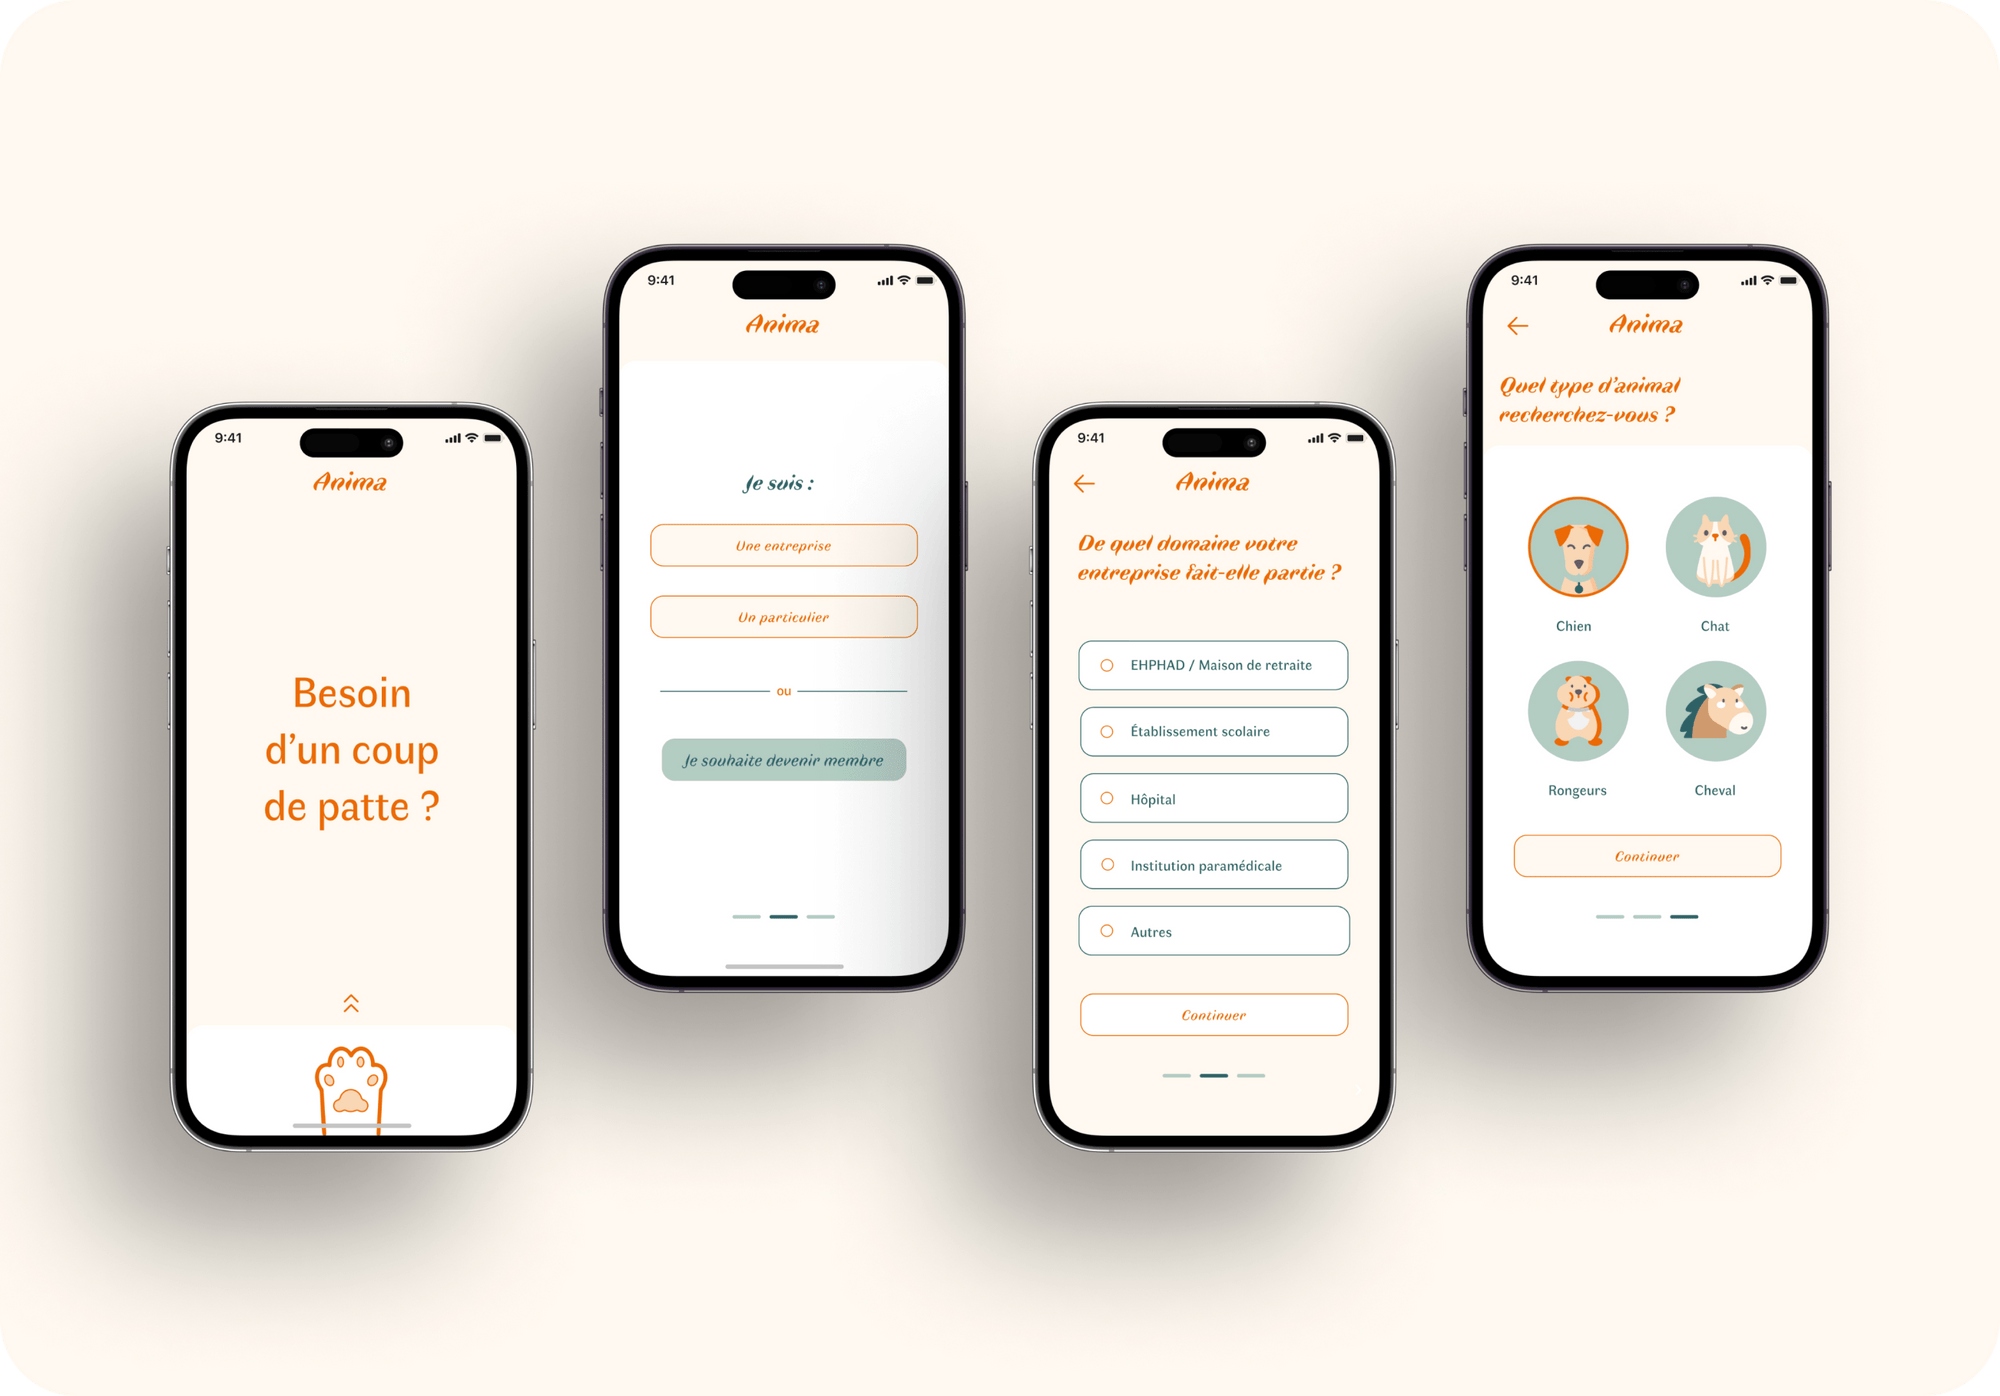 9:41
Anima
Besoin
d'un coup
de patte ?
9:41
Anima
Je suis :
Une entreprise
Un particulier
ou
Je souhaite devenir membre
9:41
Anima
De quel domaine votre
entreprise fait-elle partie ?
EHPHAD / Maison de retraite
Établissement scolaire
Hôpital
Institution paramédicale
Autres
Continuer
9:41
Anima
Quel type d'animal
recherchez-vous ?
Chien
Chat
Rongeurs
Cheval
Continuer